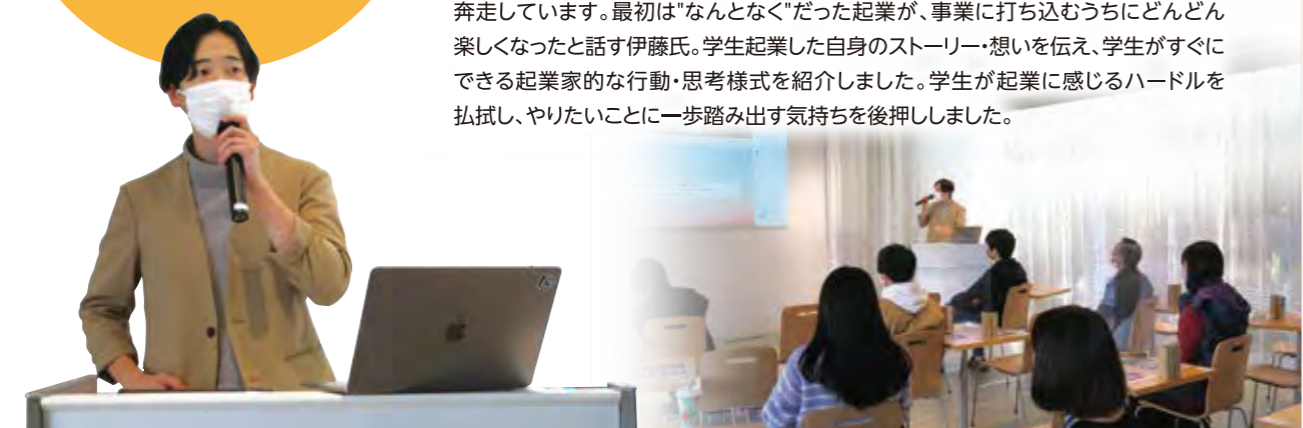 奔走しています。最初は"なんとなく"だった起業が、事業に打ち込むうちにどんどん
楽しくなったと話す伊藤氏。学生起業した自身のストーリー・想いを伝え、学生がすぐに
できる起業家的な行動・思考様式を紹介しました。学生が起業に感じるハードルを
払拭し、やりたいことに一歩踏み出す気持ちを後押ししました。